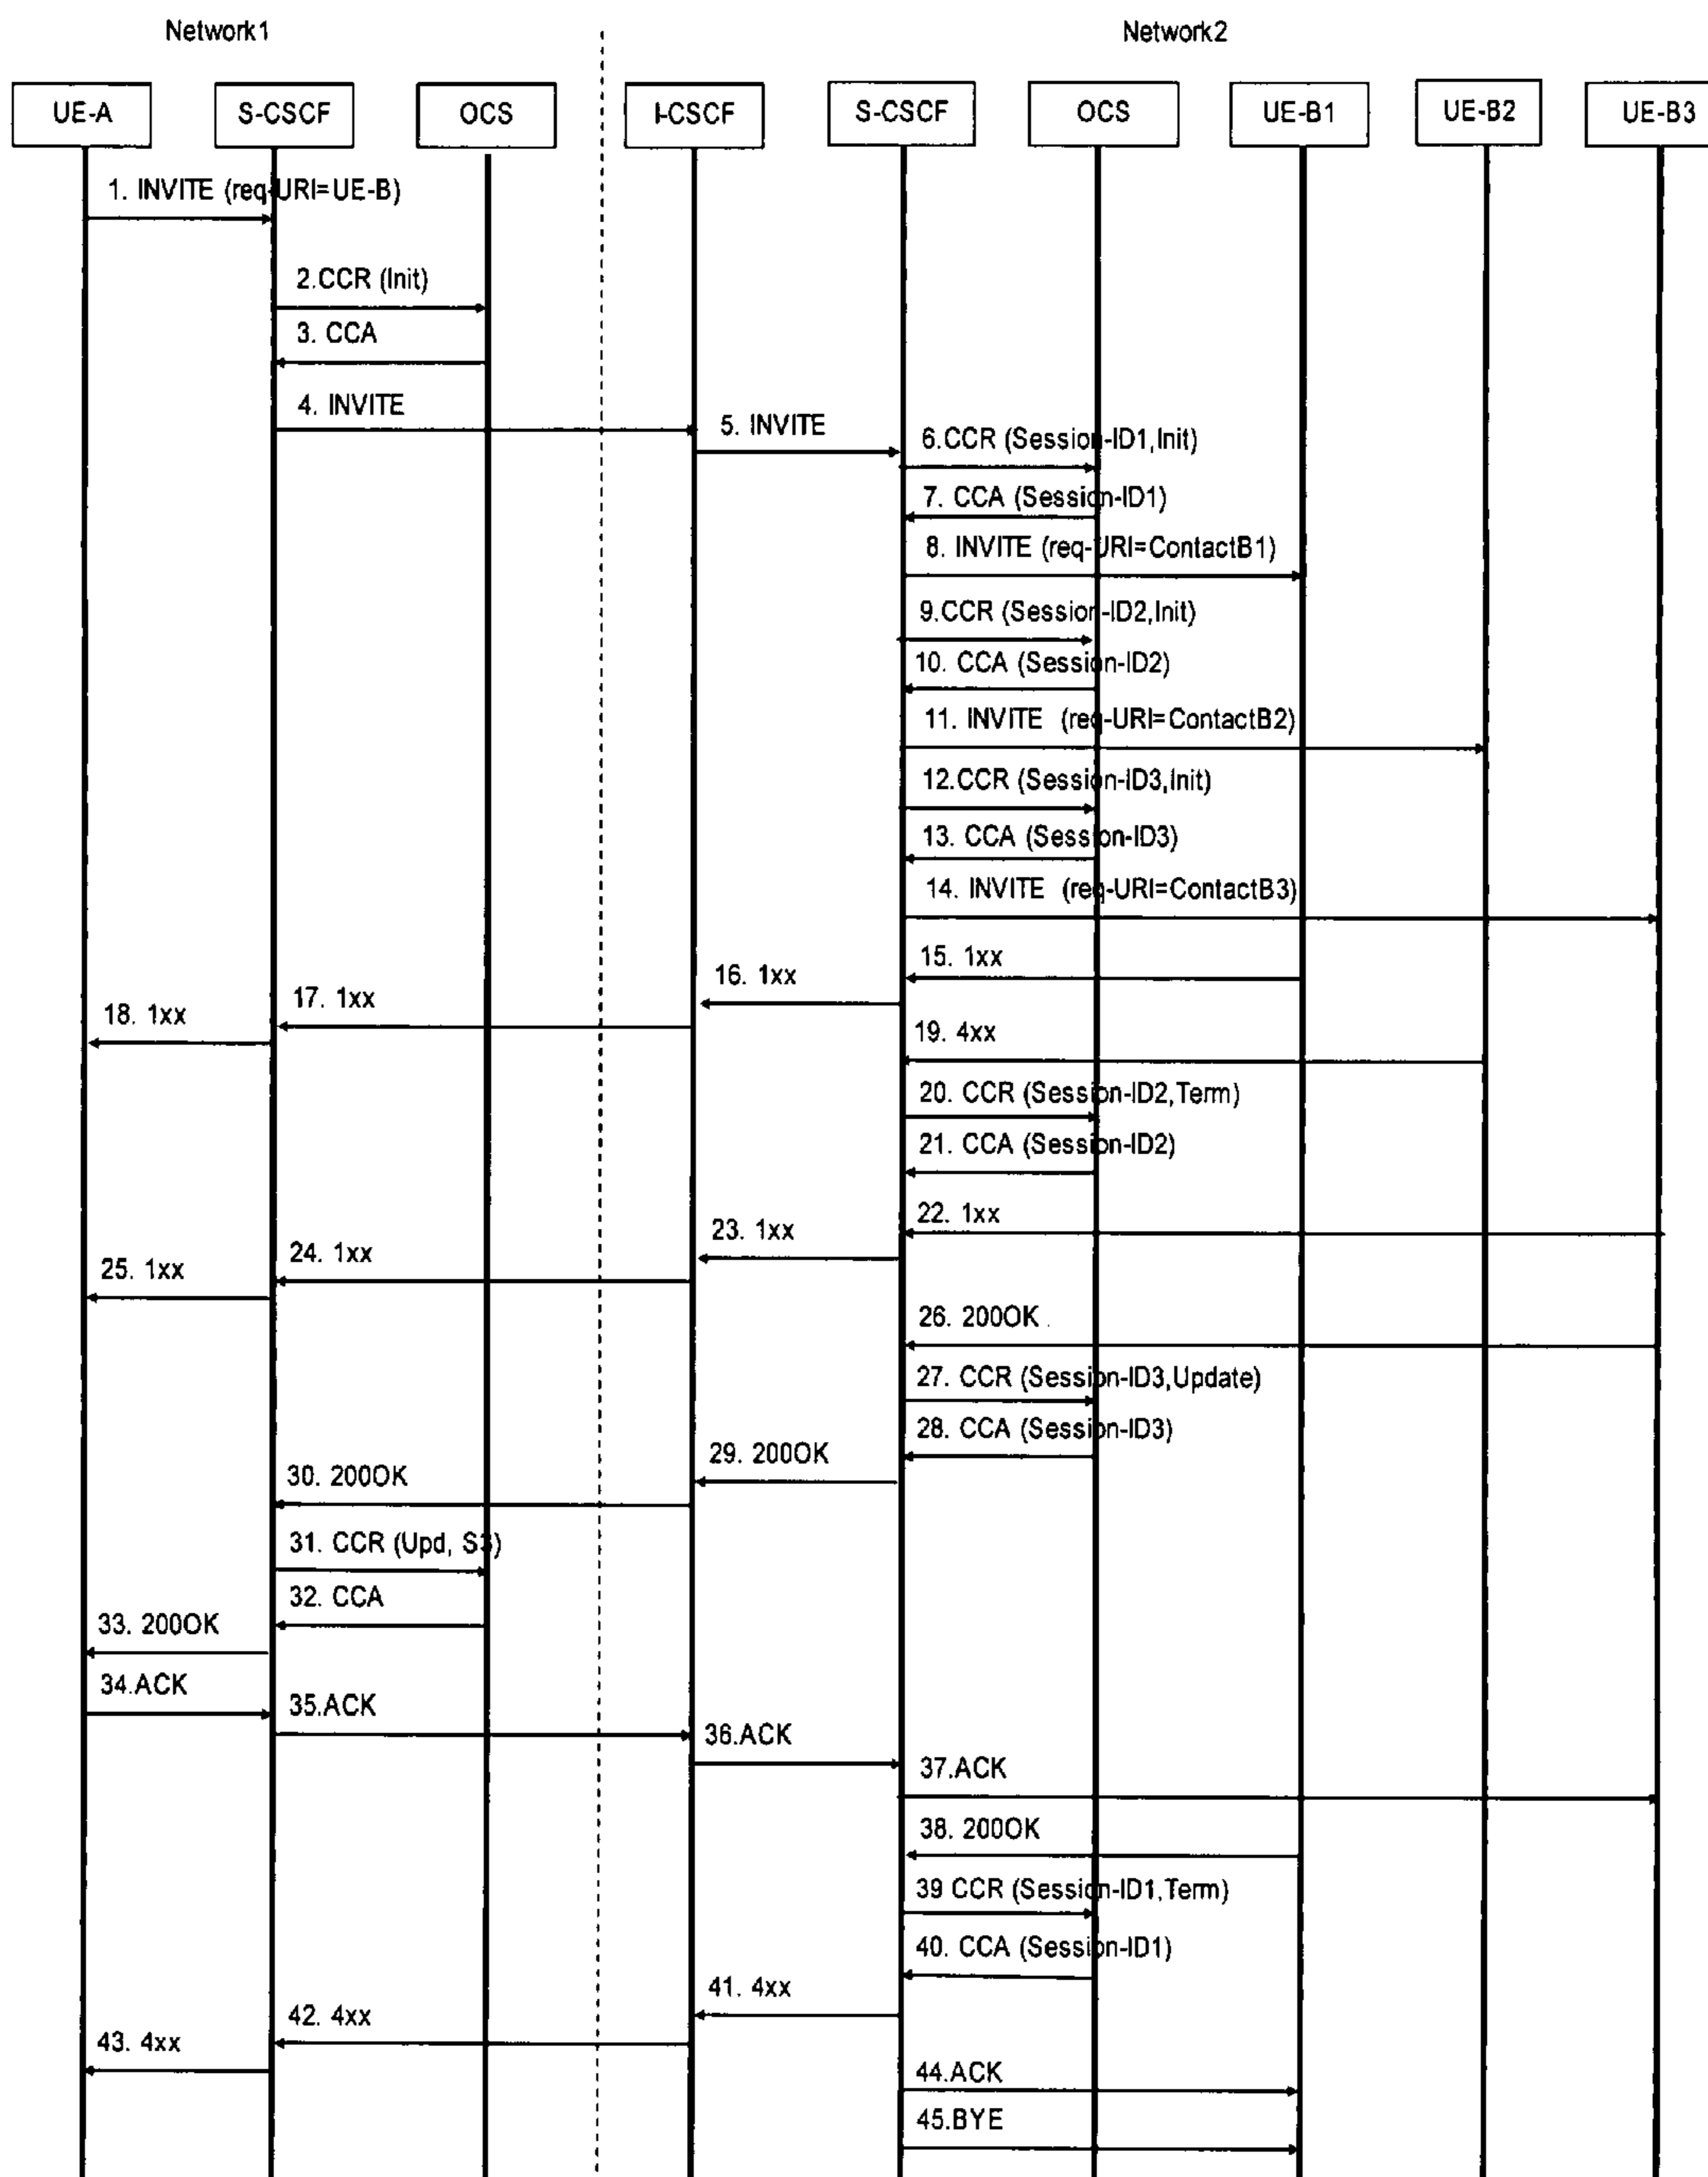 Network1
Network2
UE-A
S-CSCF
OCS
I-CSCF
S-CSCF
OCS
UE-B1
UE-B2
UE-B3
1. INVITE (req-URI=UE-B)
2.CCR (Init)
3. CCA
4. INVITE
5. INVITE
6.CCR (Session-ID1,Init)
7. CCA (Session-ID1)
8. INVITE (req-URI=ContactB1)
9.CCR (Session-ID2,Init)
10. CCA (Session-ID2)
11. INVITE (req-URI=ContactB2)
12.CCR (Session-ID3,Init)
13. CCA (Session-ID3)
14. INVITE (req-URI=ContactB3)
15. 1xx
16. 1xx
17. 1xx
18. 1xx
19. 4xx
20. CCR (Session-ID2,Term)
21. CCA (Session-ID2)
22. 1xx
23. 1xx
24. 1xx
25. 1xx
26. 200OK
27. CCR (Session-ID3,Update)
28. CCA (Session-ID3)
29. 200OK
30. 200OK
31. CCR (Upd, S3)
32. CCA
33. 200OK
34.ACK
35.ACK
36.ACK
37.ACK
38. 200OK
39 CCR (Session-ID1,Term)
40. CCA (Session-ID1)
41. 4xx
42. 4xx
43. 4xx
44.ACK
45.BYE